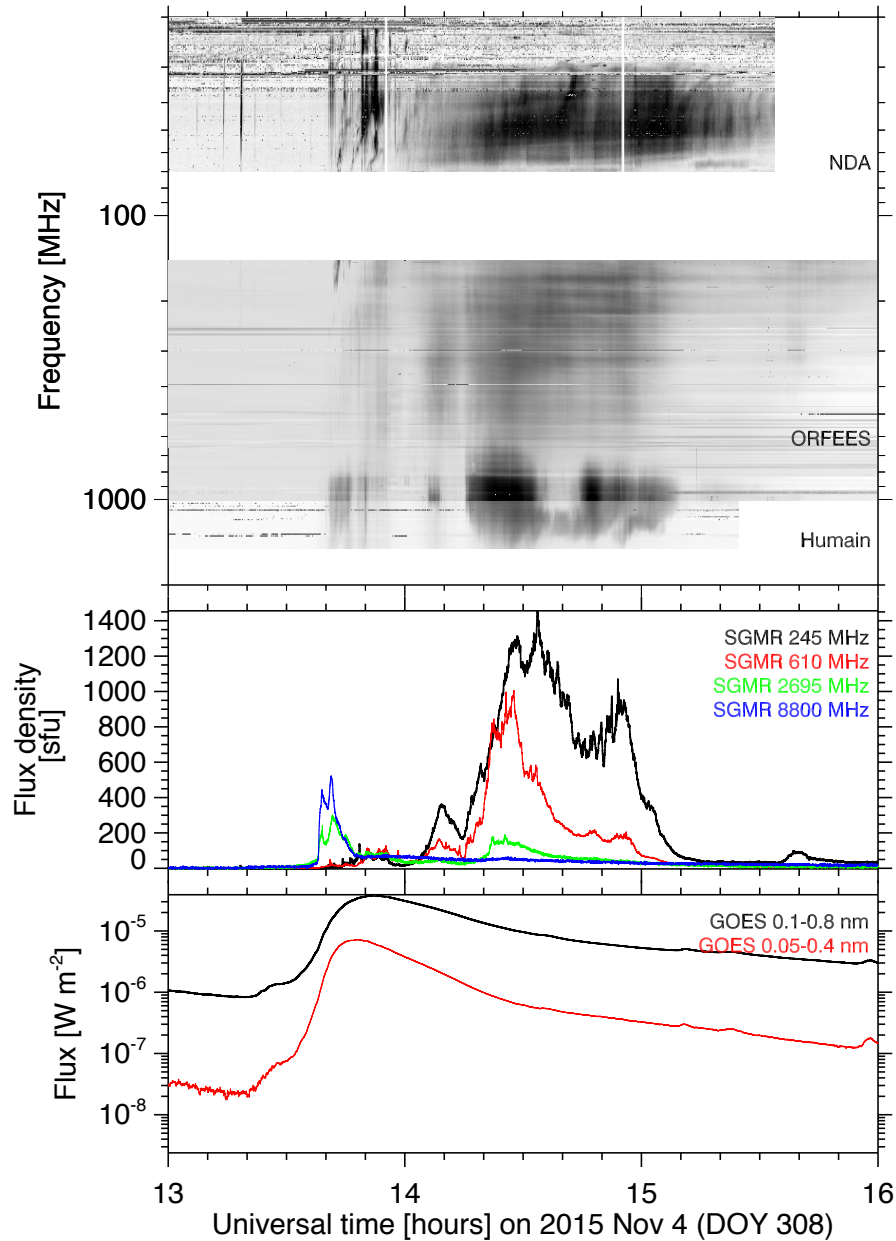 NDA
100
Frequency [MHz]
ORFEES
1000
Humain
1400
1200
1000
800
600
400
200
0
Flux density
[sfu]
SGMR 245 MHz
SGMR 610 MHz
SGMR 2695 MHz
SGMR 8800 MHz
10-5
10-6
10-7
10-8
Flux [W m-2]
GOES 0.1-0.8 nm
GOES 0.05-0.4 nm
13 14 15 16
Universal time [hours] on 2015 Nov 4 (DOY 308)